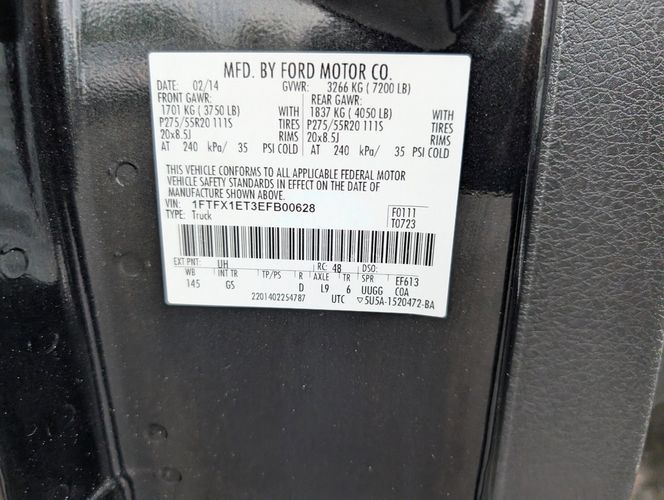 MFD. BY FORD MOTOR CO.
DATE: 02/14 GVWR: 3266 KG ( 7200 LB)
FRONT GAWR: REAR GAWR:
1701 KG ( 3750 LB) WITH 1837 KG ( 4050 LB) WITH
P275/55R20 111S TIRES P275/55R20 111S TIRES
20x8.5J RIMS 20x8.5J RIMS
AT 240 kPa/ 35 PSI COLD AT 240 kPa/ 35 PSI COLD
THIS VEHICLE CONFORMS TO ALL APPLICABLE FEDERAL MOTOR
VEHICLE SAFETY STANDARDS IN EFFECT ON THE DATE OF
MANUFACTURE SHOWN ABOVE.
VIN: 1FTFX1ET3EFB00628 F0111
TYPE: Truck T0723
EXT PNT: UH RC: 48 DSO:
WB INT TR TP/PS R AXLE TR SPR EF613
145 GS D L9 6 UUGG COA
2201402254787 UTC ▽5U5A-1520472-BA